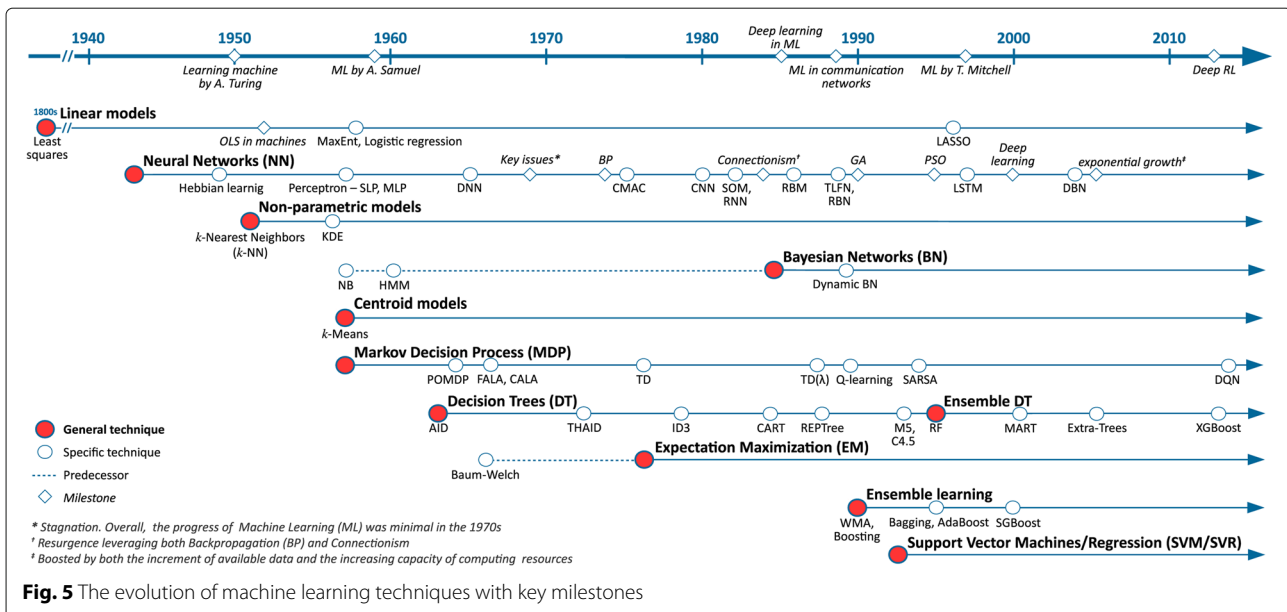 1940 1950 1960 1970 1980 1990 2000 2010
Deep learning
in ML
Learning machine
by A. Turing
ML by A. Samuel
ML in communication
networks
ML by T. Mitchell
Deep RL
1800s
Linear models
Least
squares
OLS in machines
MaxEnt, Logistic regression
LASSO
Neural Networks (NN)
Key issues*
BP
Connectionism†
GA
PSO
Deep
learning
exponential growth‡
Hebbian learnig
Perceptron – SLP, MLP
DNN
CMAC
CNN
SOM,
RNN
RBM
TLFN,
RBN
LSTM
DBN
Non-parametric models
k-Nearest Neighbors
(k-NN)
KDE
Bayesian Networks (BN)
NB
HMM
Dynamic BN
Centroid models
k-Means
Markov Decision Process (MDP)
POMDP
FALA, CALA
TD
TD(λ)
Q-learning
SARSA
DQN
Decision Trees (DT)
Ensemble DT
AID
THAID
ID3
CART
REPTree
M5,
C4.5
RF
MART
Extra-Trees
XGBoost
General technique
Specific technique
Predecessor
Milestone
Expectation Maximization (EM)
Baum-Welch
Ensemble learning
WMA,
Boosting
Bagging, AdaBoost
SGBoost
Support Vector Machines/Regression (SVM/SVR)
* Stagnation. Overall, the progress of Machine Learning (ML) was minimal in the 1970s
† Resurgence leveraging both Backpropagation (BP) and Connectionism
‡ Boosted by both the increment of available data and the increasing capacity of computing resources
Fig. 5 The evolution of machine learning techniques with key milestones